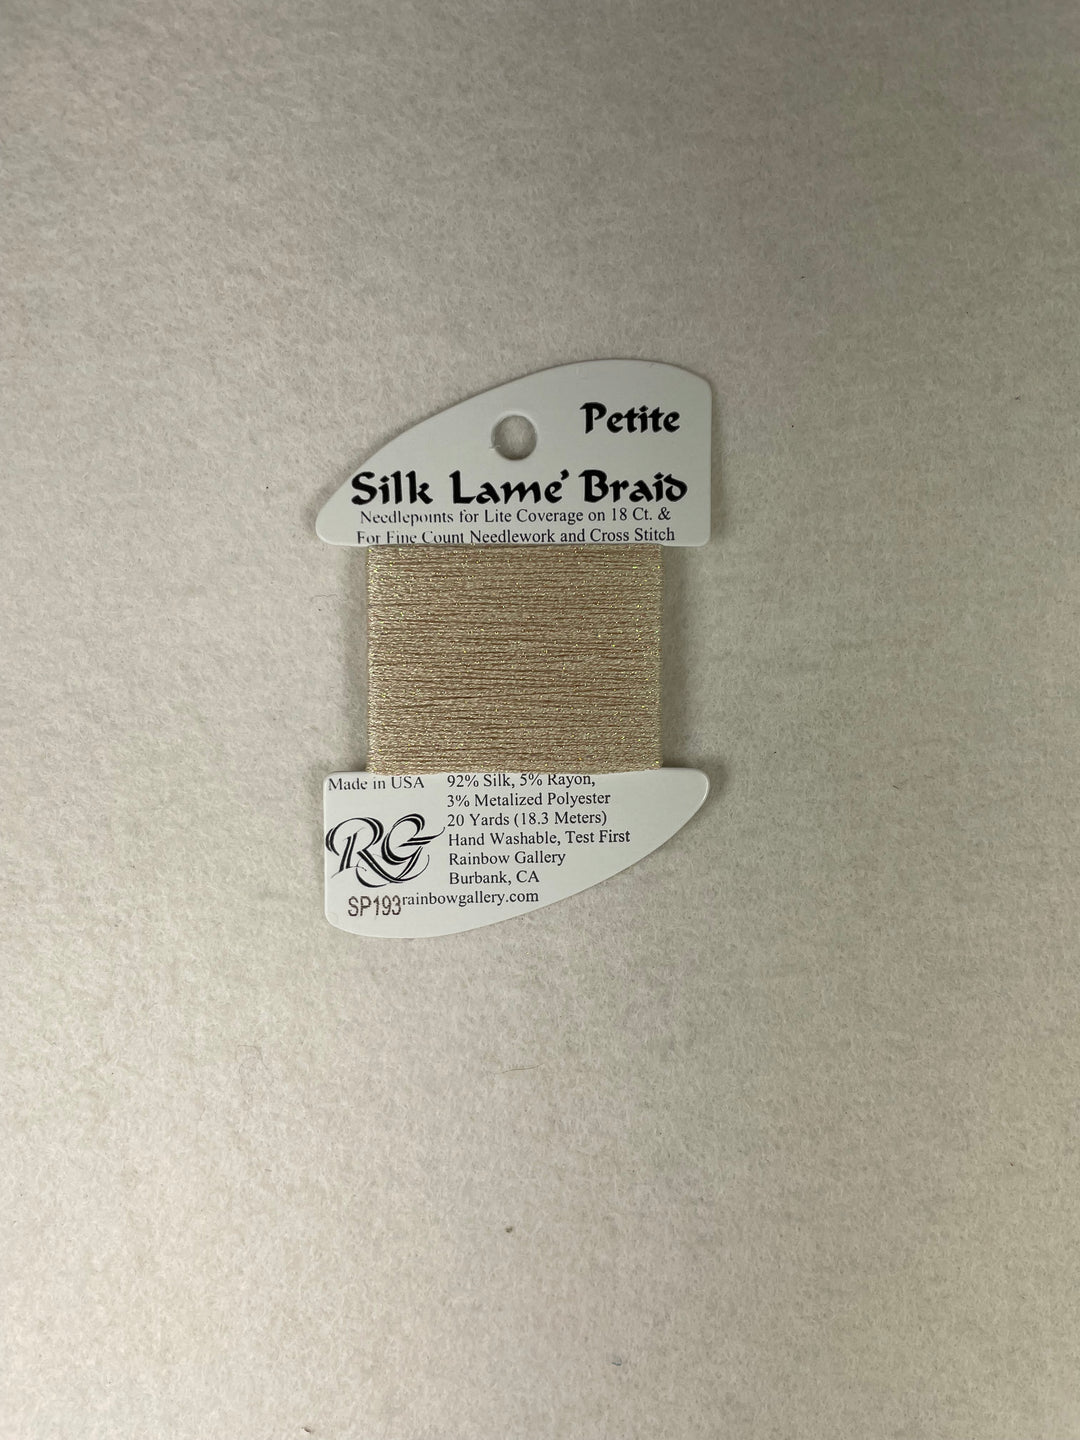 Petite
Silk Lame' Braid
Needlepoints for Lite Coverage on 18 Ct. &
For Fine Count Needlework and Cross Stitch
Made in USA
92% Silk, 5% Rayon,
3% Metalized Polyester
20 Yards (18.3 Meters)
Hand Washable, Test First
Rainbow Gallery
Burbank, CA
rainbowgallery.com
RG
SP193